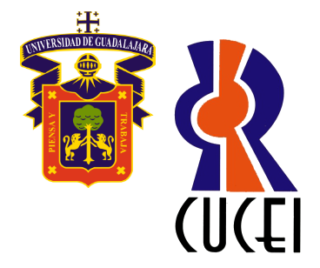 UNIVERSIDAD DE GUADALAJARA
PIENSA Y
TRABAJA
CUCEI